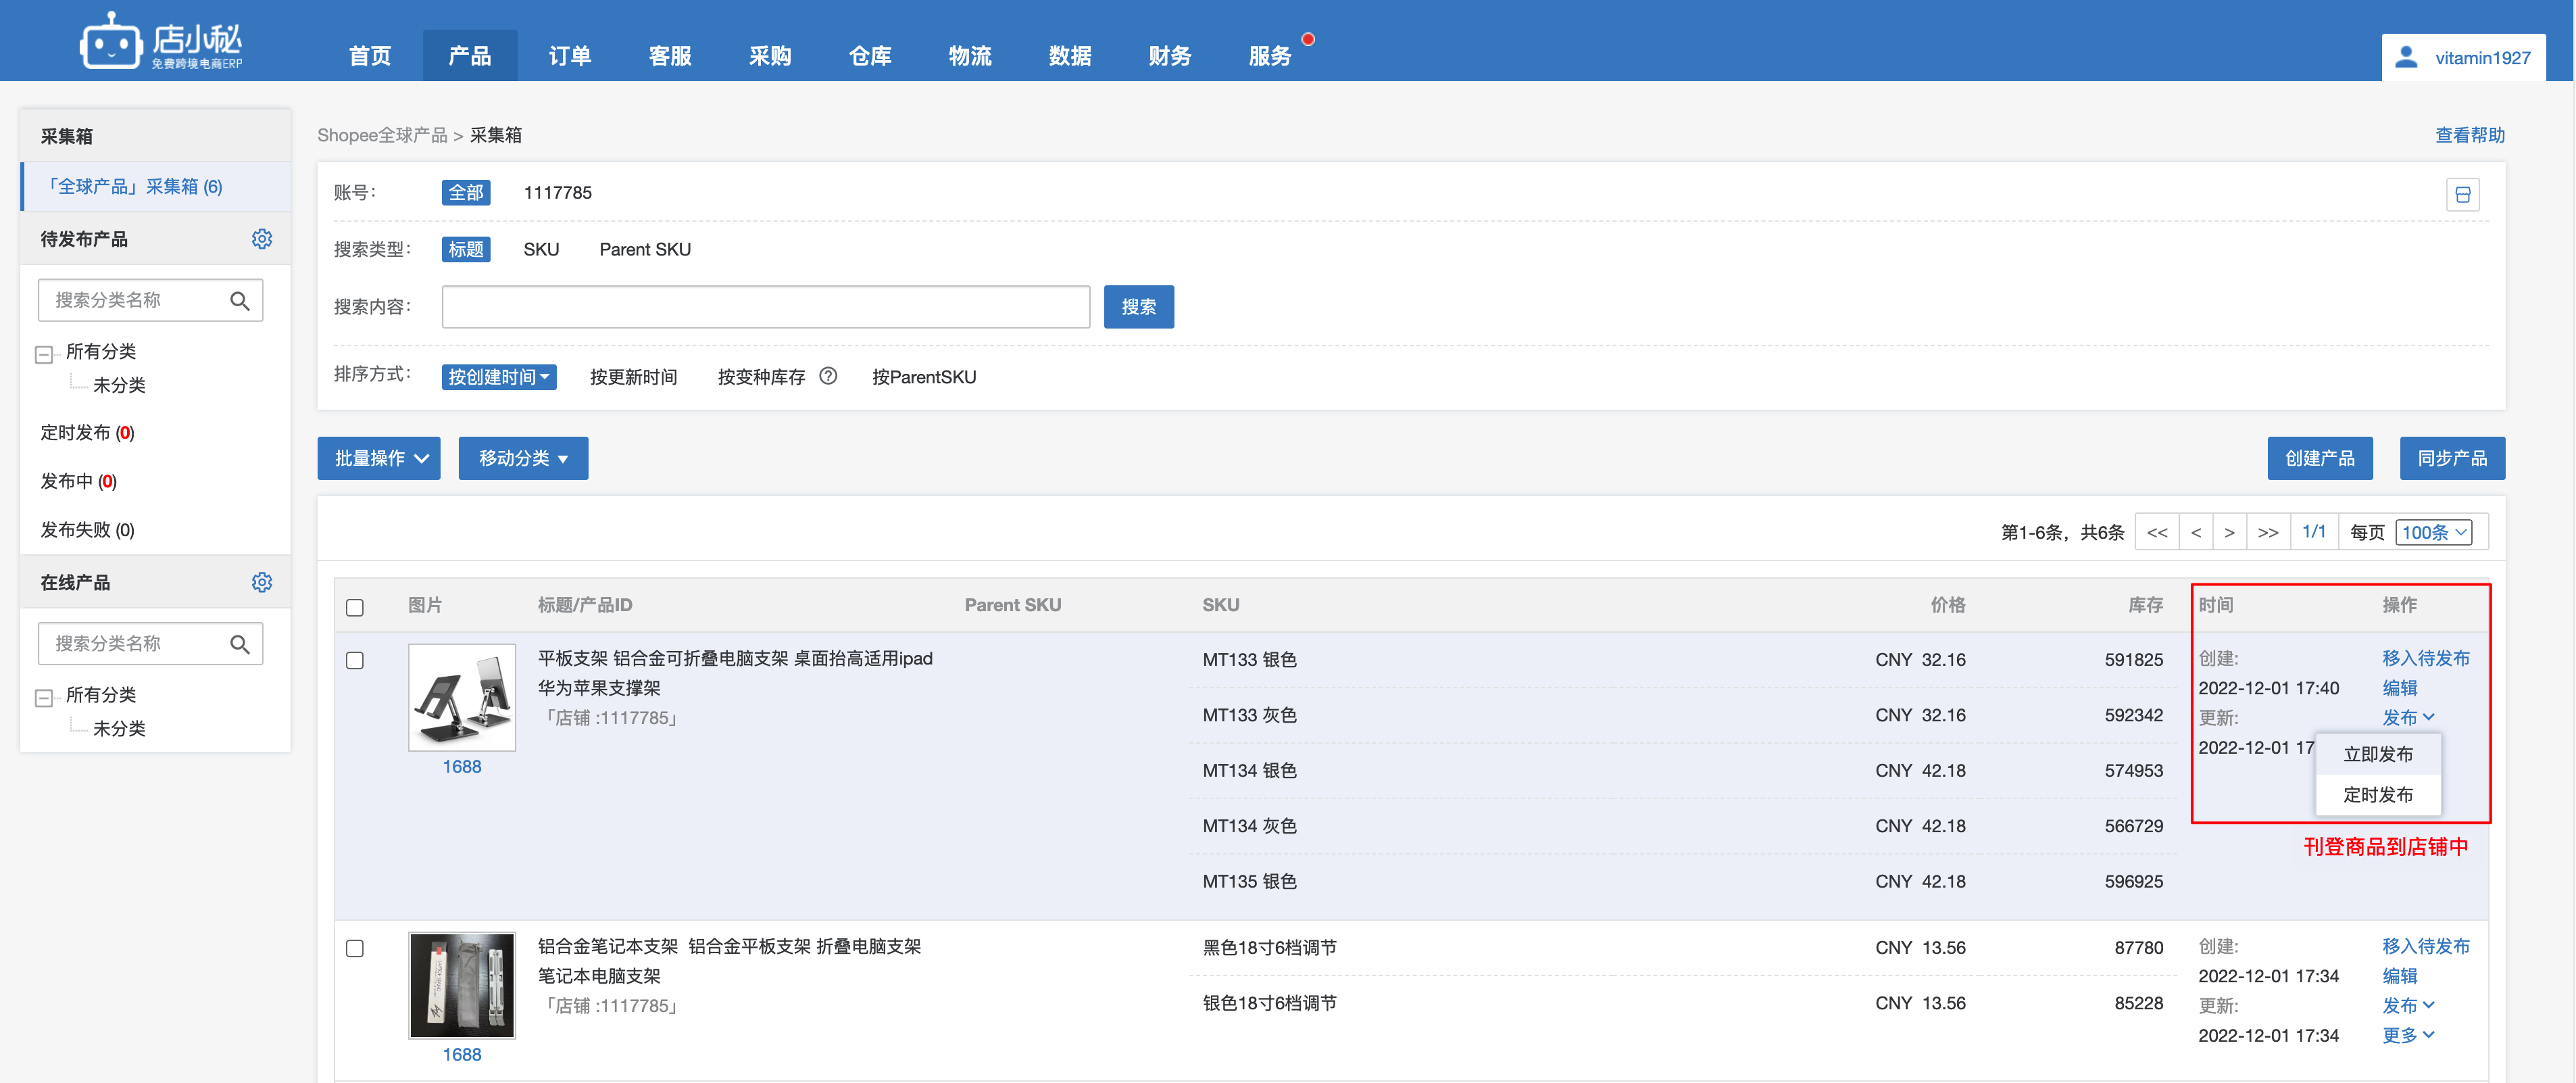 店小秘
免费跨境电商ERP
首页 产品 订单 客服 采购 仓库 物流 数据 财务 服务
vitamin1927
采集箱
「全球产品」采集箱 (6)
待发布产品
搜索分类名称
所有分类
未分类
定时发布 (0)
发布中 (0)
发布失败 (0)
在线产品
搜索分类名称
所有分类
未分类
Shopee全球产品 > 采集箱
查看帮助
账号： 全部 1117785
搜索类型： 标题 SKU Parent SKU
搜索内容： 搜索
排序方式： 按创建时间 按更新时间 按变种库存 按ParentSKU
批量操作 移动分类 创建产品 同步产品
第1-6条，共6条 << < > >> 1/1 每页 100条
图片 标题/产品ID Parent SKU SKU 价格 库存 时间 操作
平板支架 铝合金可折叠电脑支架 桌面抬高适用ipad
华为苹果支撑架
「店铺 :1117785」
1688
MT133 银色 CNY 32.16 591825
MT133 灰色 CNY 32.16 592342
MT134 银色 CNY 42.18 574953
MT134 灰色 CNY 42.18 566729
MT135 银色 CNY 42.18 596925
创建:
2022-12-01 17:40
更新:
2022-12-01 17
移入待发布
编辑
发布
立即发布
定时发布
刊登商品到店铺中
铝合金笔记本支架 铝合金平板支架 折叠电脑支架
笔记本电脑支架
「店铺 :1117785」
1688
黑色18寸6档调节 CNY 13.56 87780
银色18寸6档调节 CNY 13.56 85228
创建:
2022-12-01 17:34
更新:
2022-12-01 17:34
移入待发布
编辑
发布
更多